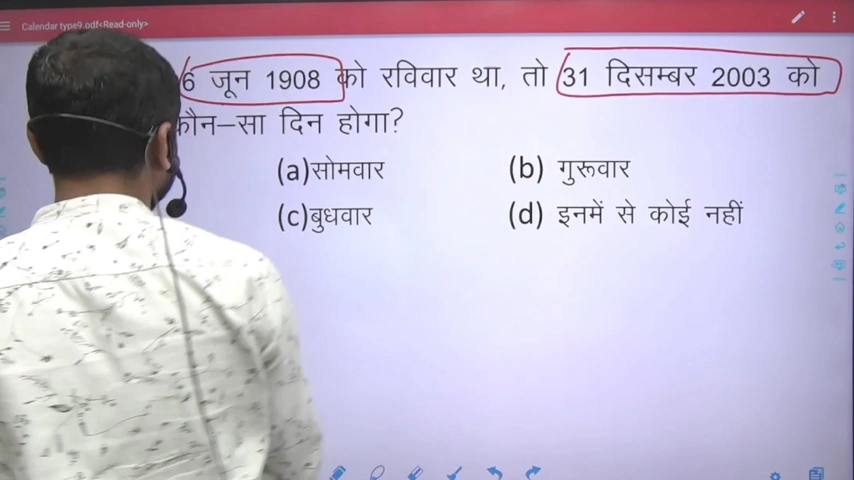 Calendar type9.pdf<Read-only>
6 जून 1908 को रविवार था, तो 31 दिसम्बर 2003 को
कौन–सा दिन होगा?
(a)सोमवार (b) गुरूवार
(c)बुधवार (d) इनमें से कोई नहीं